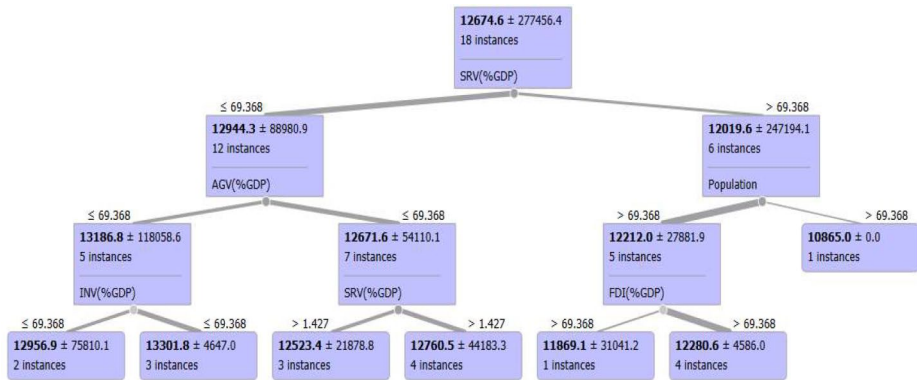 12674.6 ± 277456.4
18 instances
SRV(%GDP)
≤ 69.368
> 69.368
12944.3 ± 88980.9
12 instances
AGV(%GDP)
12019.6 ± 247194.1
6 instances
Population
≤ 69.368
≤ 69.368
> 69.368
> 69.368
13186.8 ± 118058.6
5 instances
INV(%GDP)
12671.6 ± 54110.1
7 instances
SRV(%GDP)
12212.0 ± 27881.9
5 instances
FDI(%GDP)
10865.0 ± 0.0
1 instances
≤ 69.368
≤ 69.368
> 1.427
> 1.427
> 69.368
> 69.368
12956.9 ± 75810.1
2 instances
13301.8 ± 4647.0
3 instances
12523.4 ± 21878.8
3 instances
12760.5 ± 44183.3
4 instances
11869.1 ± 31041.2
1 instances
12280.6 ± 4586.0
4 instances